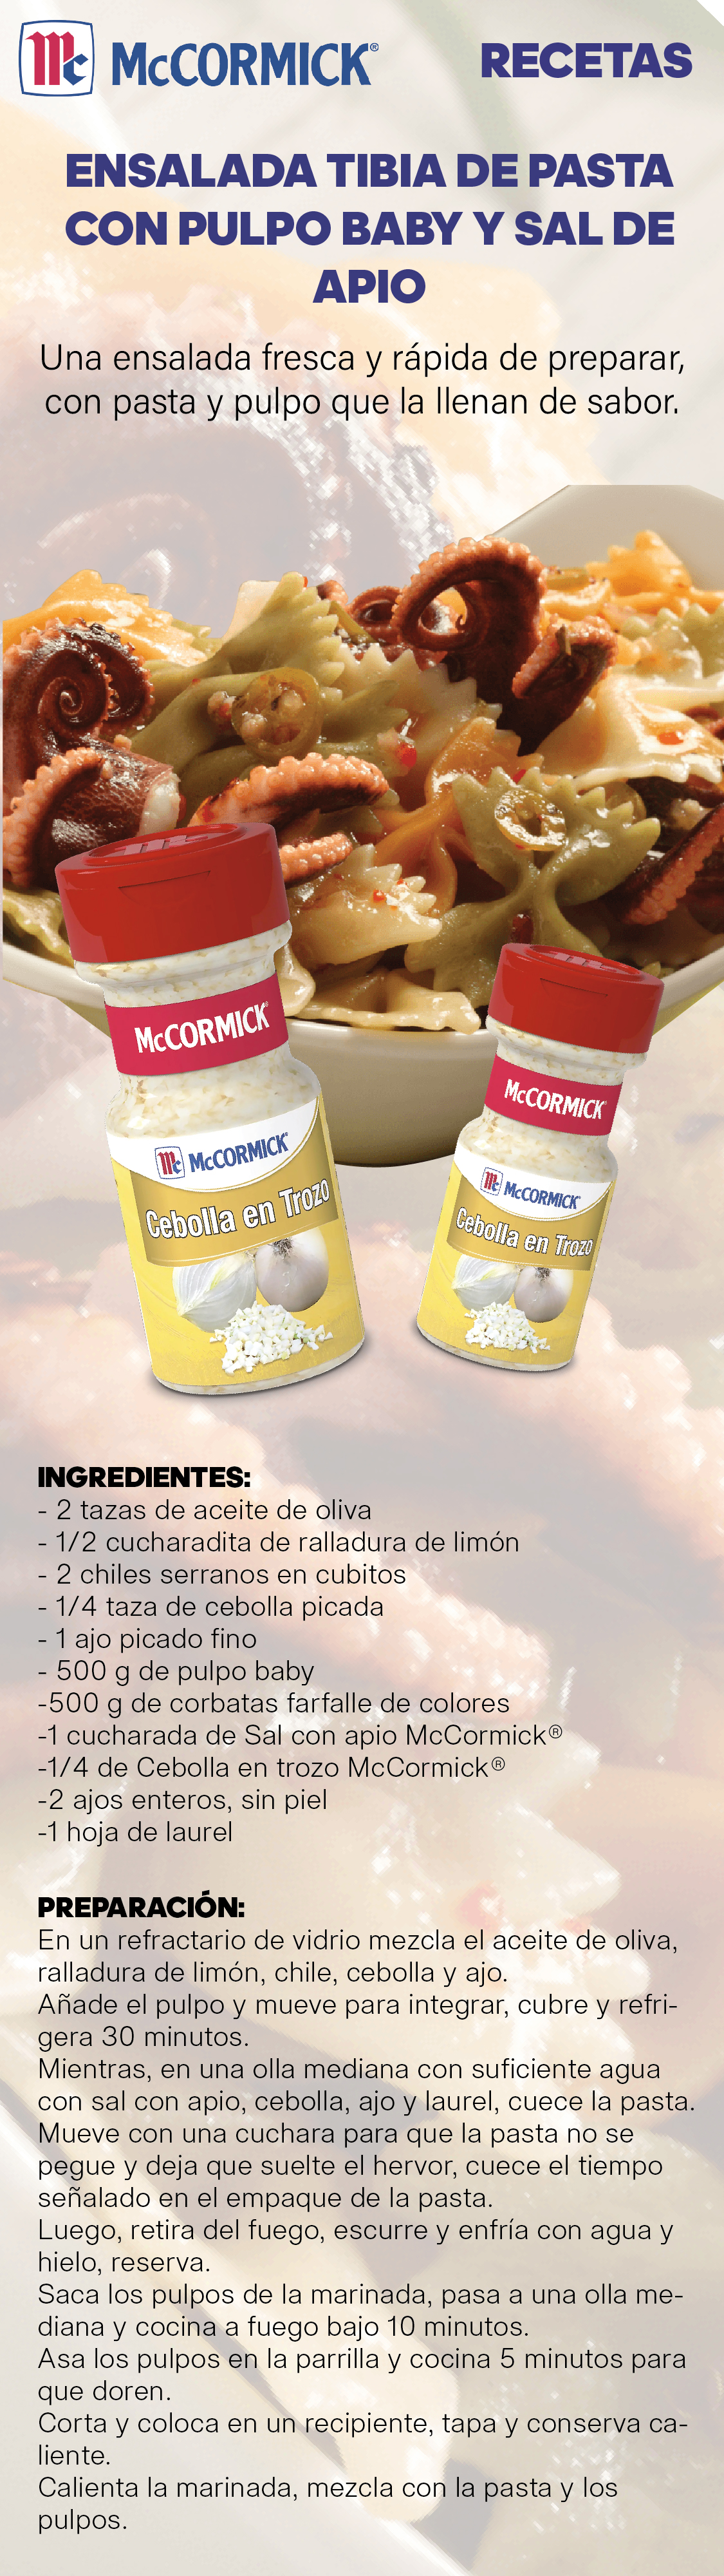 Mc McCORMICK® RECETAS
ENSALADA TIBIA DE PASTA
CON PULPO BABY Y SAL DE
APIO
Una ensalada fresca y rápida de preparar,
con pasta y pulpo que la llenan de sabor.
McCORMICK®
Mc McCORMICK®
Cebolla en Trozo
McCORMICK®
Mc McCORMICK®
Cebolla en Trozo
INGREDIENTES:
- 2 tazas de aceite de oliva
- 1/2 cucharadita de ralladura de limón
- 2 chiles serranos en cubitos
- 1/4 taza de cebolla picada
- 1 ajo picado fino
- 500 g de pulpo baby
-500 g de corbatas farfalle de colores
-1 cucharada de Sal con apio McCormick®
-1/4 de Cebolla en trozo McCormick®
-2 ajos enteros, sin piel
-1 hoja de laurel
PREPARACIÓN:
En un refractario de vidrio mezcla el aceite de oliva,
ralladura de limón, chile, cebolla y ajo.
Añade el pulpo y mueve para integrar, cubre y refri-
gera 30 minutos.
Mientras, en una olla mediana con suficiente agua
con sal con apio, cebolla, ajo y laurel, cuece la pasta.
Mueve con una cuchara para que la pasta no se
pegue y deja que suelte el hervor, cuece el tiempo
señalado en el empaque de la pasta.
Luego, retira del fuego, escurre y enfría con agua y
hielo, reserva.
Saca los pulpos de la marinada, pasa a una olla me-
diana y cocina a fuego bajo 10 minutos.
Asa los pulpos en la parrilla y cocina 5 minutos para
que doren.
Corta y coloca en un recipiente, tapa y conserva ca-
liente.
Calienta la marinada, mezcla con la pasta y los
pulpos.